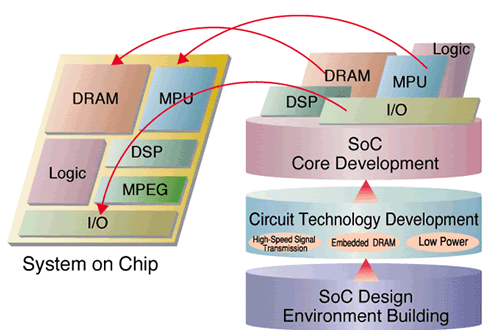 DRAM
MPU
Logic
DSP
MPEG
I/O
System on Chip
Logic
DRAM
MPU
DSP
I/O
SoC
Core Development
Circuit Technology Development
High-Speed Signal
Transmission
Embedded DRAM
Low Power
SoC Design
Environment Building